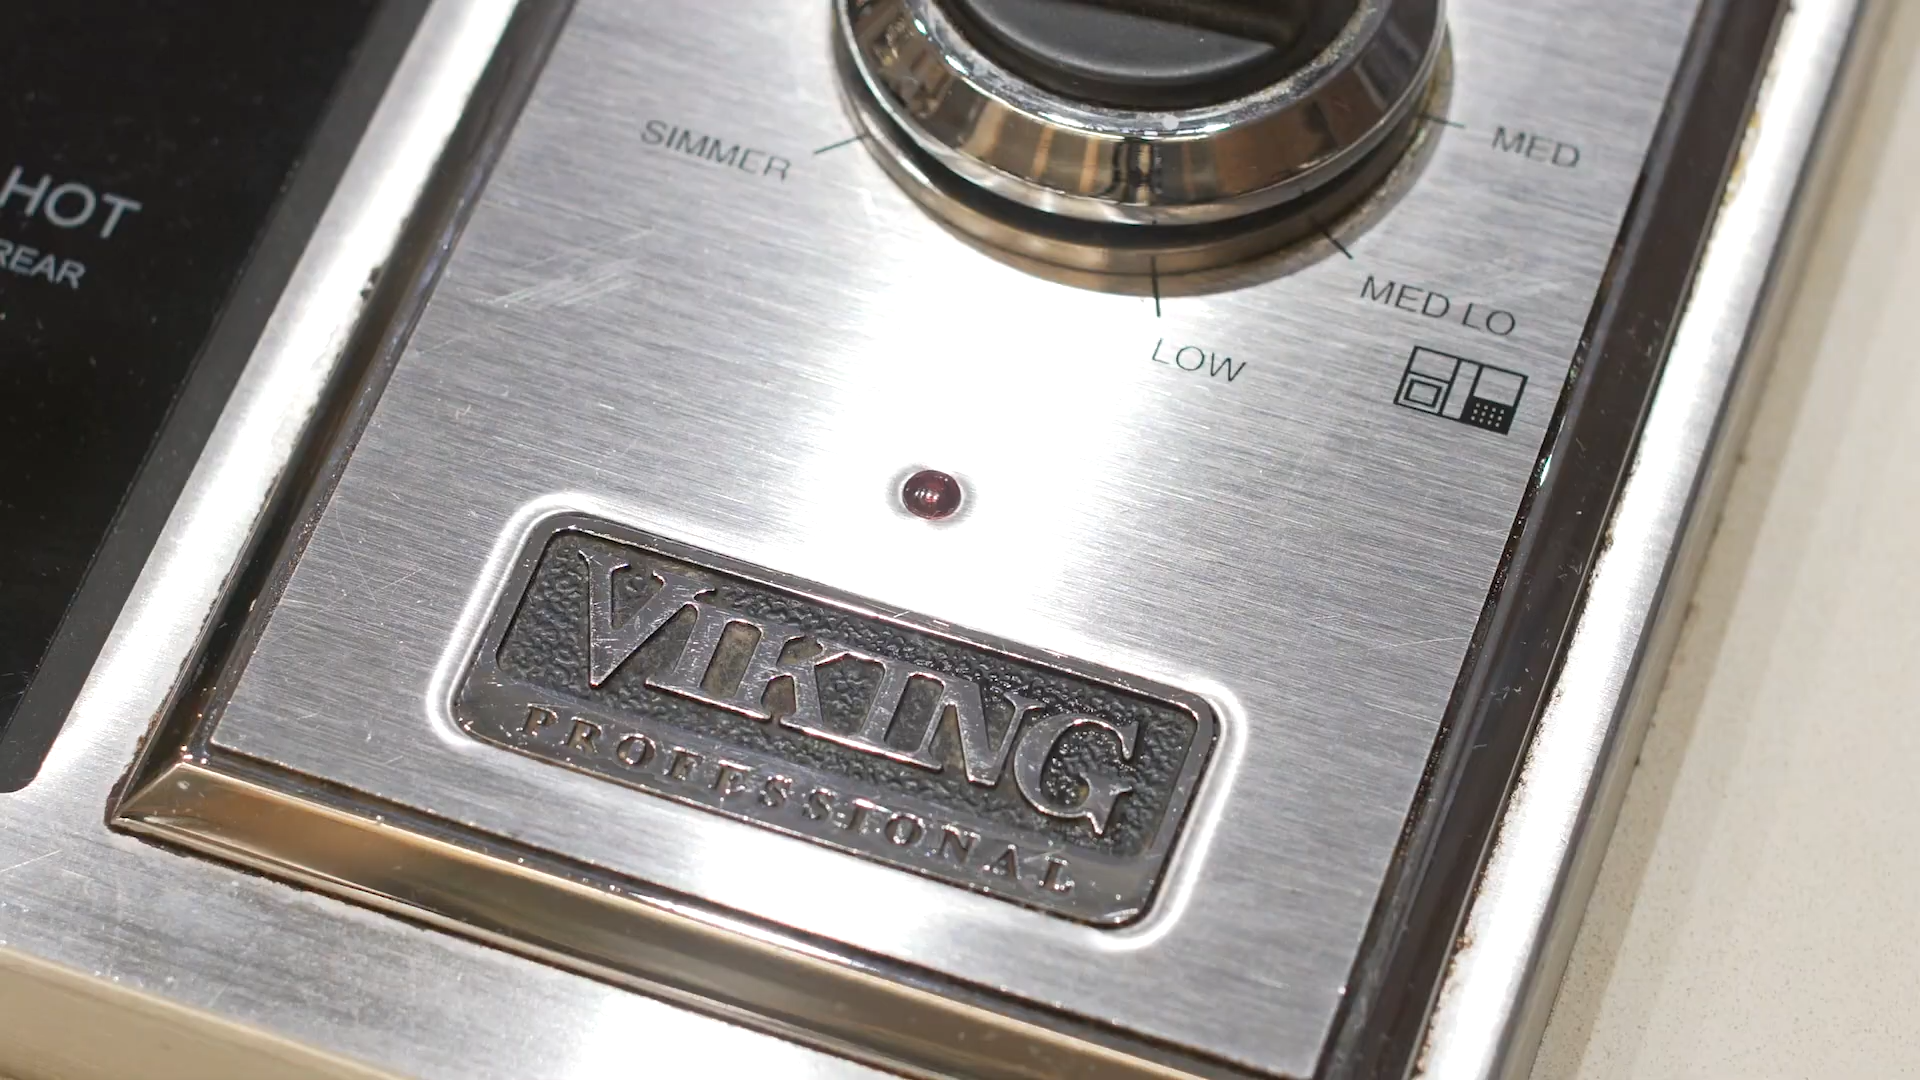 SIMMER
MED
HOT
REAR
MED LO
LOW
VIKING
PROFESSIONAL